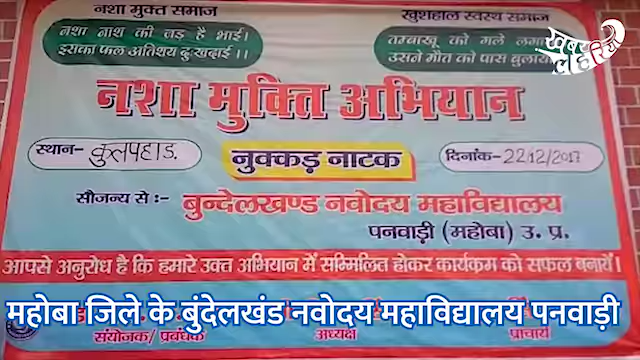 नशा मुक्त समाज
नशा नाश की जड़ है भाई।
इसका फल अतिशय दुःखदाई।।
खुशहाल स्वस्थ समाज
तम्बाखू को गले लगा
उसने मौत को पास बुलाया
खबर लहरिया
नशा मुक्ति अभियान
स्थान- कुलपहाड़.
नुक्कड़ नाटक
दिनांक- 22/12/2017
सौजन्य से :- बुन्देलखण्ड नवोदय महाविद्यालय
पनवाड़ी (महोबा) उ. प्र.
आपसे अनुरोध है कि हमारे उक्त अभियान में सम्मिलित होकर कार्यक्रम को सफल बनायें।
महोबा जिले के बुंदेलखंड नवोदय महाविद्यालय पनवाड़ी
संयोजक/ प्रबंधक
अध्यक्ष
प्राचार्य